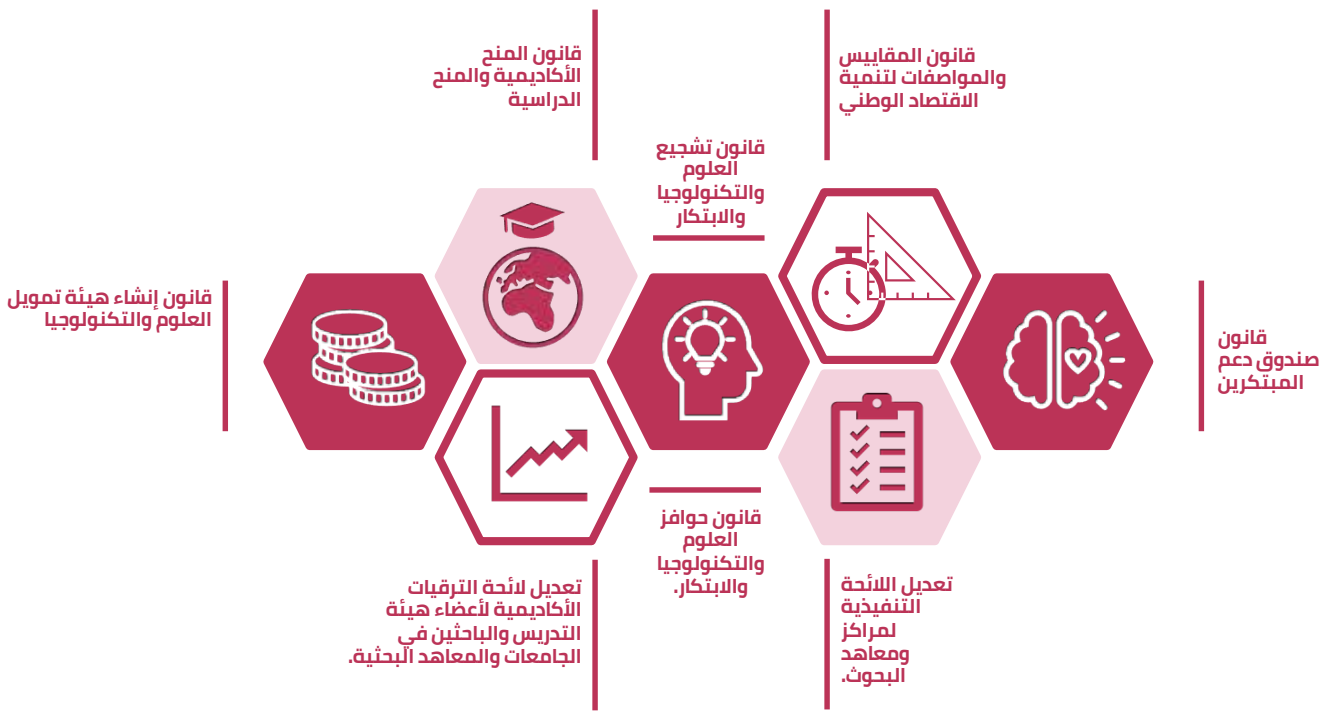 قانون المقاييس
والمواصفات لتنمية
الاقتصاد الوطني
قانون المنح
الأكاديمية والمنح
الدراسية
قانون تشجيع
العلوم
والتكنولوجيا
والابتكار
قانون
صندوق دعم
المبتكرين
قانون إنشاء هيئة تمويل
العلوم والتكنولوجيا
قانون حوافز
العلوم
والتكنولوجيا
والابتكار.
تعديل اللائحة
التنفيذية
لمراكز
ومعاهد
البحوث.
تعديل لائحة الترقيات
الأكاديمية لأعضاء هيئة
التدريس والباحثين في
الجامعات والمعاهد البحثية.